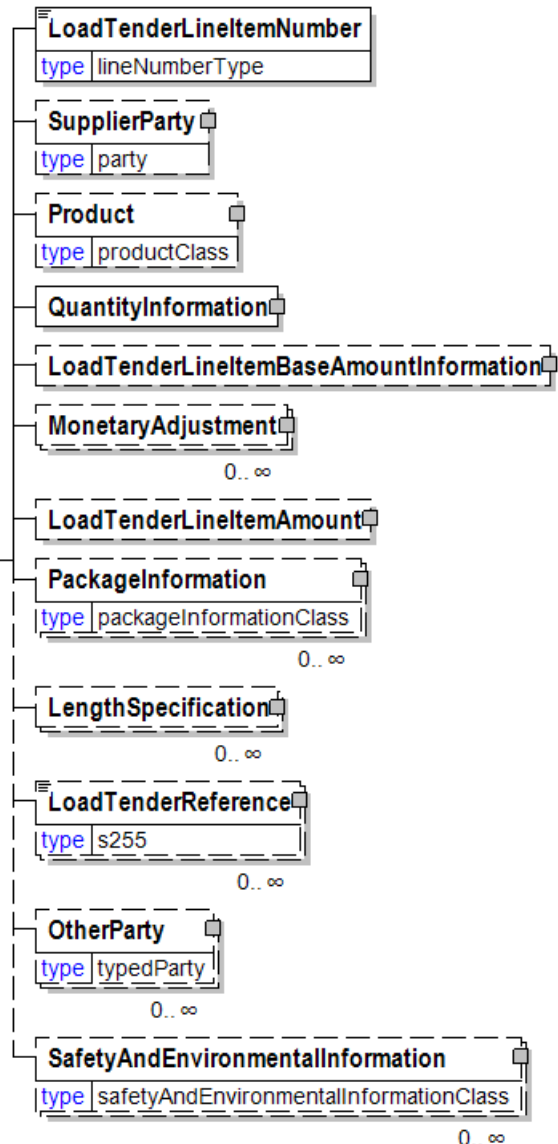 LoadTenderLineItemNumber
type lineNumberType
SupplierParty
type party
Product
type productClass
QuantityInformation
LoadTenderLineItemBaseAmountInformation
MonetaryAdjustment
0.. ∞
LoadTenderLineItemAmount
PackageInformation
type packageInformationClass
0.. ∞
LengthSpecification
0.. ∞
LoadTenderReference
type s255
0.. ∞
OtherParty
type typedParty
0.. ∞
SafetyAndEnvironmentalInformation
type safetyAndEnvironmentalInformationClass
0.. ∞